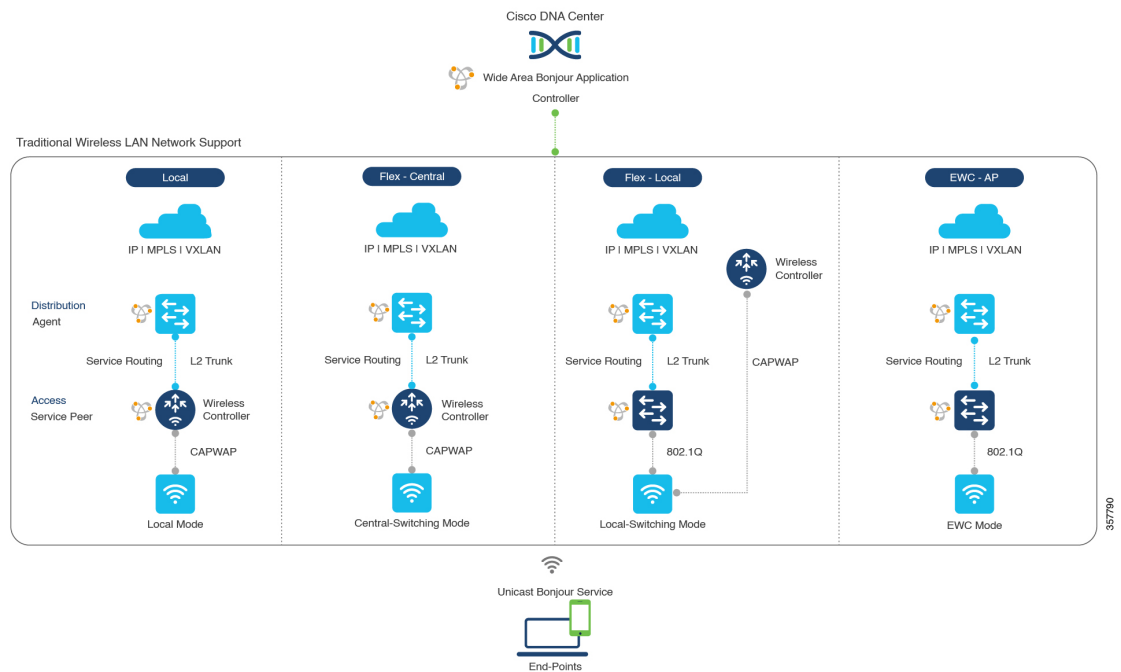 Cisco DNA Center
Wide Area Bonjour Application
Controller
Traditional Wireless LAN Network Support
Local
Flex - Central
Flex - Local
EWC - AP
IP | MPLS | VXLAN
IP | MPLS | VXLAN
IP | MPLS | VXLAN
IP | MPLS | VXLAN
Wireless
Controller
Distribution
Agent
Service Routing
L2 Trunk
Service Routing
L2 Trunk
Service Routing
L2 Trunk
CAPWAP
Service Routing
L2 Trunk
Access
Service Peer
Wireless
Controller
Wireless
Controller
CAPWAP
CAPWAP
802.1Q
802.1Q
Local Mode
Central-Switching Mode
Local-Switching Mode
EWC Mode
357790
Unicast Bonjour Service
End-Points